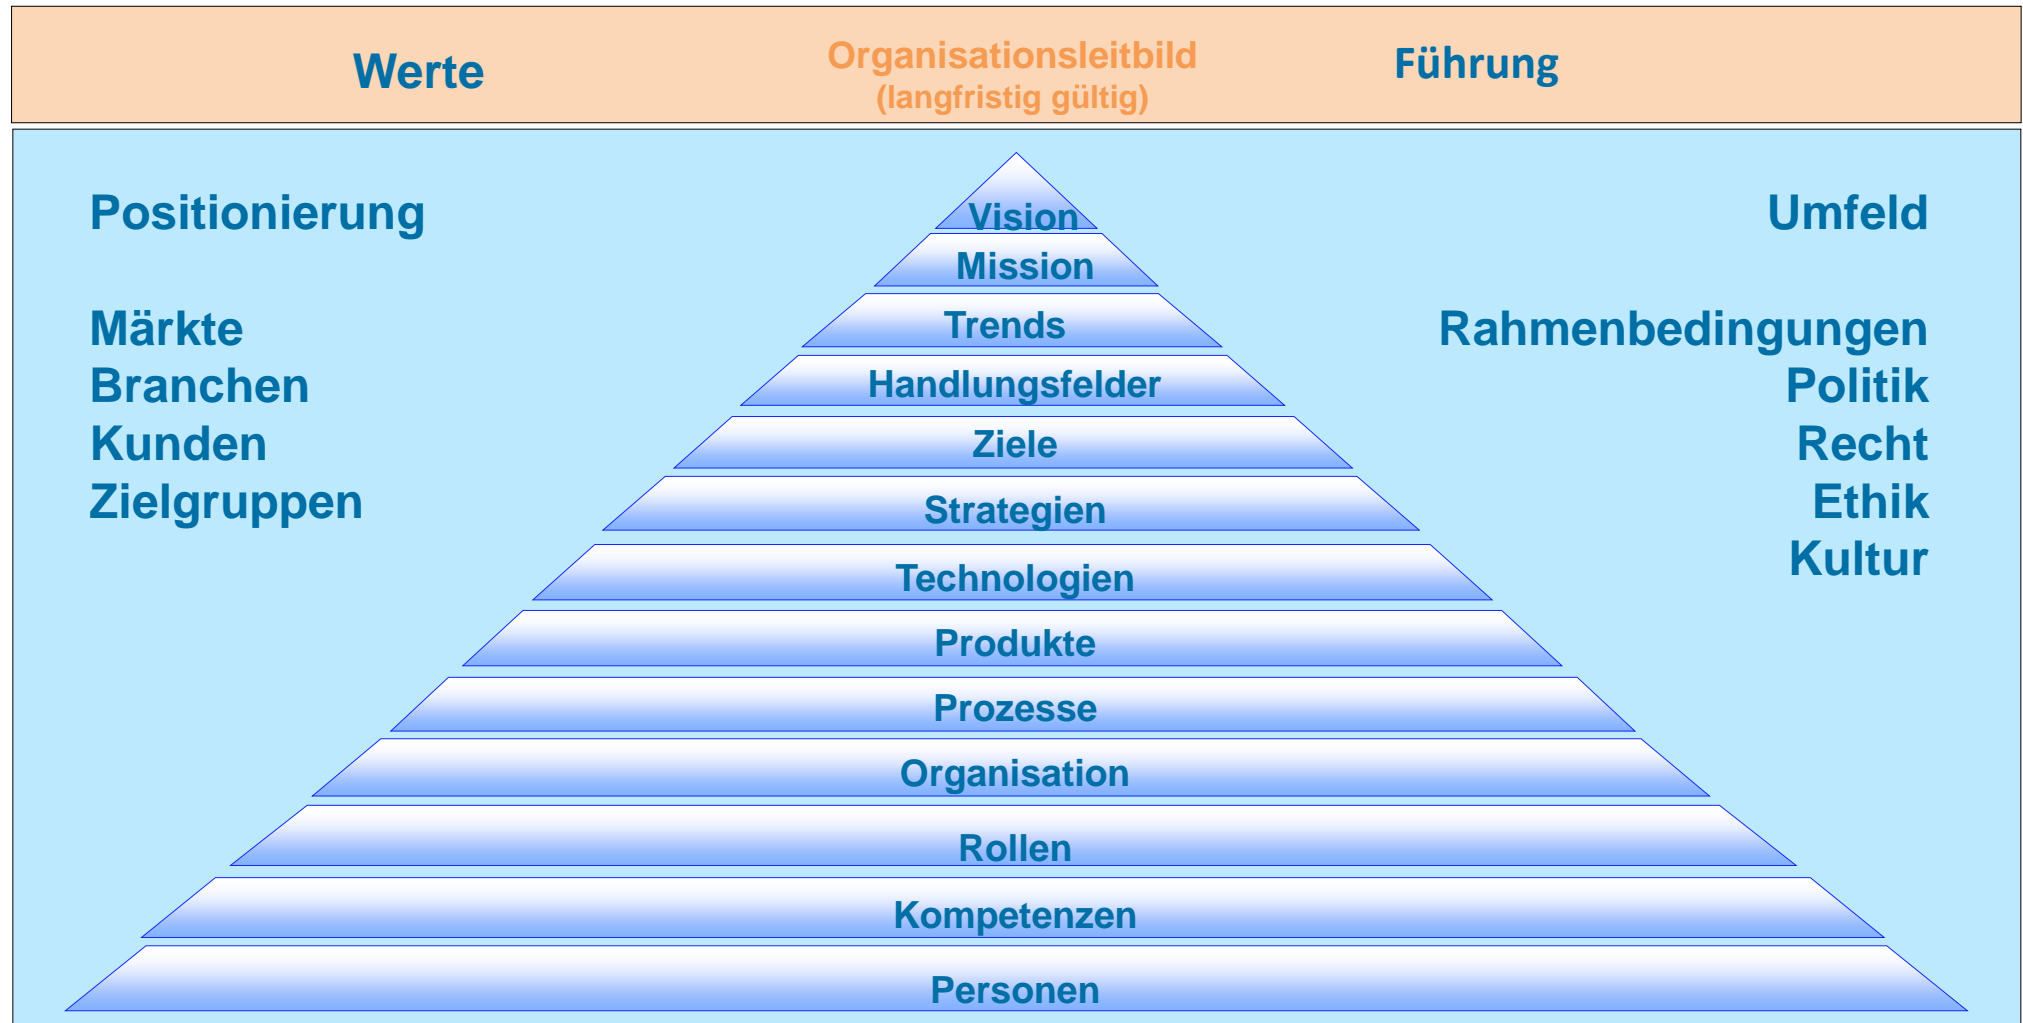 Werte
Organisationsleitbild
(langfristig gültig)
Führung
Positionierung
Märkte
Branchen
Kunden
Zielgruppen
Vision
Mission
Trends
Handlungsfelder
Ziele
Strategien
Technologien
Produkte
Prozesse
Organisation
Rollen
Kompetenzen
Personen
Umfeld
Rahmenbedingungen
Politik
Recht
Ethik
Kultur